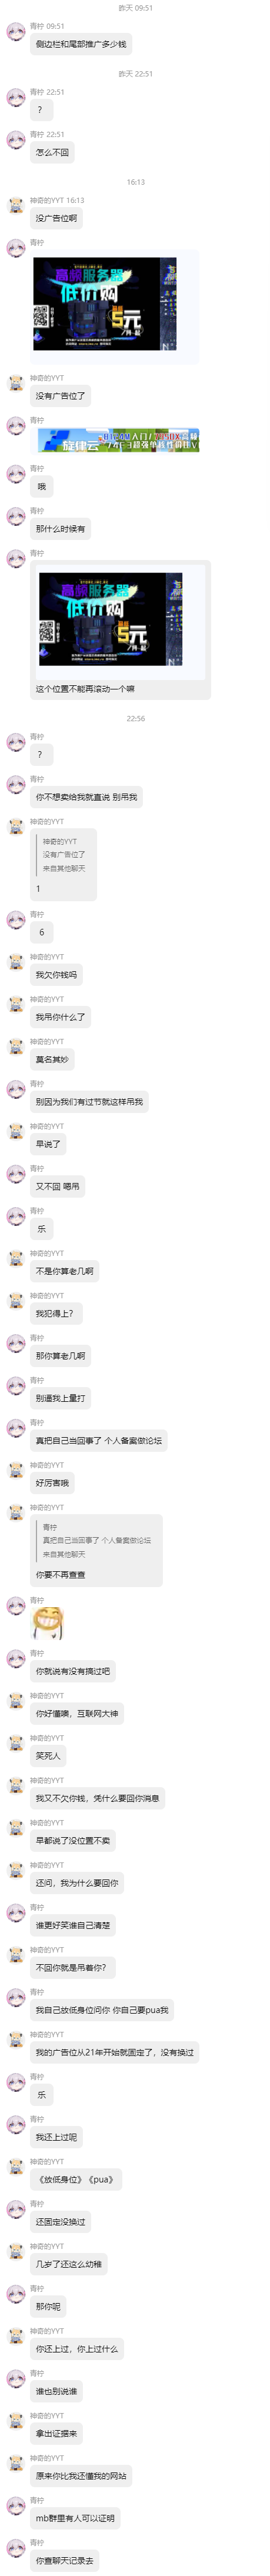 昨天 09:51
青柠 09:51
侧边栏和尾部推广多少钱
昨天 22:51
青柠 22:51
？
青柠 22:51
怎么不回
16:13
神奇的YYT 16:13
没广告位啊
青柠
高频服务器
低价购
5元
神奇的YYT
没有广告位了
青柠
旋律云
青柠
哦
青柠
那什么时候有
青柠
高频服务器
低价购
5元
这个位置不能再滚动一个嘛
22:56
青柠
？
青柠
你不想卖给我就直说 别吊我
神奇的YYT
神奇的YYT
没有广告位了
来自其他聊天
1
青柠
6
神奇的YYT
我欠你钱吗
神奇的YYT
我吊你什么了
神奇的YYT
莫名其妙
青柠
别因为我们有过节就这样吊我
神奇的YYT
早说了
青柠
又不回 嗯吊
青柠
乐
神奇的YYT
不是你算老几啊
神奇的YYT
我犯得上？
青柠
那你算老几啊
青柠
别逼我上量打
青柠
真把自己当回事了 个人备案做论坛
神奇的YYT
好厉害哦
神奇的YYT
青柠
真把自己当回事了 个人备案做论坛
来自其他聊天
你要不再查查
青柠
青柠
你就说有没有搞过吧
神奇的YYT
你好懂噢，互联网大神
神奇的YYT
笑死人
神奇的YYT
我又不欠你钱，凭什么要回你消息
神奇的YYT
早都说了没位置不卖
神奇的YYT
还问，我为什么要回你
青柠
谁更好笑谁自己清楚
神奇的YYT
不回你就是吊着你？
青柠
我自己放低身位问你 你自己要pua我
神奇的YYT
我的广告位从21年开始就固定了，没有换过
青柠
乐
青柠
我还上过呢
神奇的YYT
《放低身位》《pua》
青柠
还固定没换过
神奇的YYT
几岁了还这么幼稚
青柠
那你呢
神奇的YYT
你还上过，你上过什么
青柠
谁也别说谁
神奇的YYT
拿出证据来
神奇的YYT
原来你比我还懂我的网站
青柠
mb群里有人可以证明
青柠
你查聊天记录去